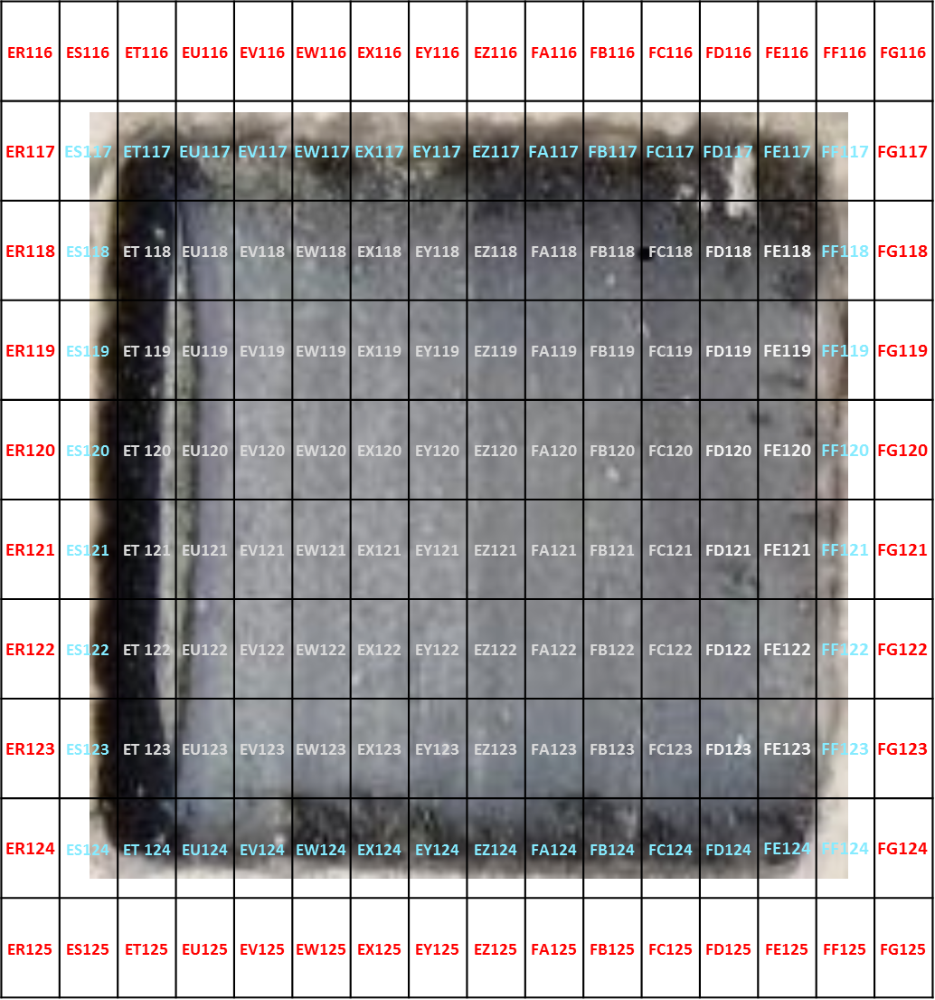 ER116 ES116 ET116 EU116 EV116 EW116 EX116 EY116 EZ116 FA116 FB116 FC116 FD116 FE116 FF116 FG116
ER117 ES117 ET117 EU117 EV117 EW117 EX117 EY117 EZ117 FA117 FB117 FC117 FD117 FE117 FF117 FG117
ER118 ES118 ET 118 EU118 EV118 EW118 EX118 EY118 EZ118 FA118 FB118 FC118 FD118 FE118 FF118 FG118
ER119 ES119 ET 119 EU119 EV119 EW119 EX119 EY119 EZ119 FA119 FB119 FC119 FD119 FE119 FF119 FG119
ER120 ES120 ET 120 EU120 EV120 EW120 EX120 EY120 EZ120 FA120 FB120 FC120 FD120 FE120 FF120 FG120
ER121 ES121 ET 121 EU121 EV121 EW121 EX121 EY121 EZ121 FA121 FB121 FC121 FD121 FE121 FF121 FG121
ER122 ES122 ET 122 EU122 EV122 EW122 EX122 EY122 EZ122 FA122 FB122 FC122 FD122 FE122 FF122 FG122
ER123 ES123 ET 123 EU123 EV123 EW123 EX123 EY123 EZ123 FA123 FB123 FC123 FD123 FE123 FF123 FG123
ER124 ES124 ET 124 EU124 EV124 EW124 EX124 EY124 EZ124 FA124 FB124 FC124 FD124 FE124 FF124 FG124
ER125 ES125 ET125 EU125 EV125 EW125 EX125 EY125 EZ125 FA125 FB125 FC125 FD125 FE125 FF125 FG125